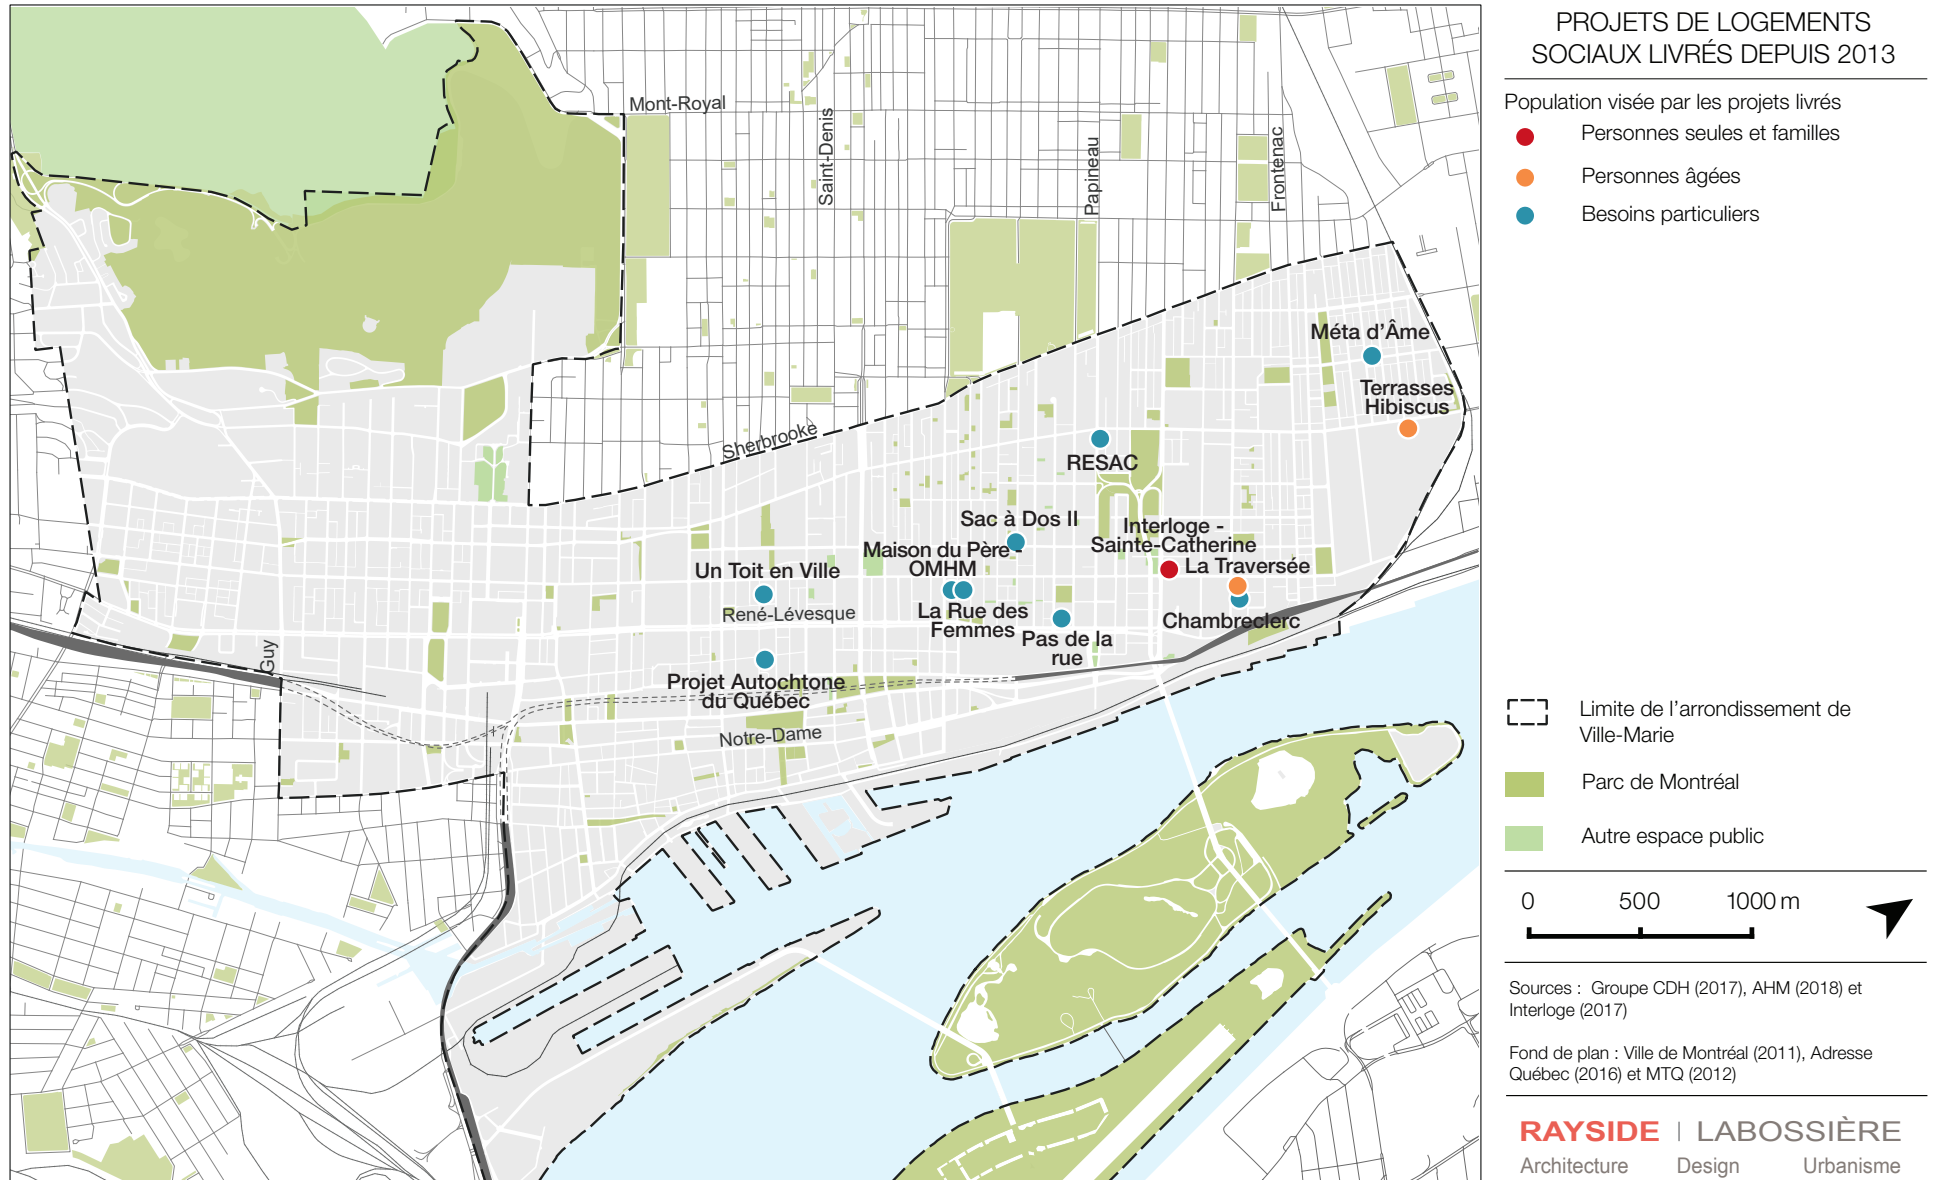 PROJETS DE LOGEMENTS
SOCIAUX LIVRÉS DEPUIS 2013
Population visée par les projets livrés
Personnes seules et familles
Personnes âgées
Besoins particuliers
Mont-Royal
Saint-Denis
Papineau
Frontenac
Méta d'Âme
Terrasses
Hibiscus
Sherbrooke
RESAC
Sac à Dos II
Interloge -
Sainte-Catherine
Maison du Père -
OMHM
La Traversée
Un Toit en Ville
René-Lévesque
La Rue des
Femmes
Chambreclerc
Pas de la
rue
Guy
Projet Autochtone
du Québec
Notre-Dame
Limite de l'arrondissement de
Ville-Marie
Parc de Montréal
Autre espace public
0 500 1000 m
Sources : Groupe CDH (2017), AHM (2018) et
Interloge (2017)
Fond de plan : Ville de Montréal (2011), Adresse
Québec (2016) et MTQ (2012)
RAYSIDE | LABOSSIÈRE
Architecture Design Urbanisme